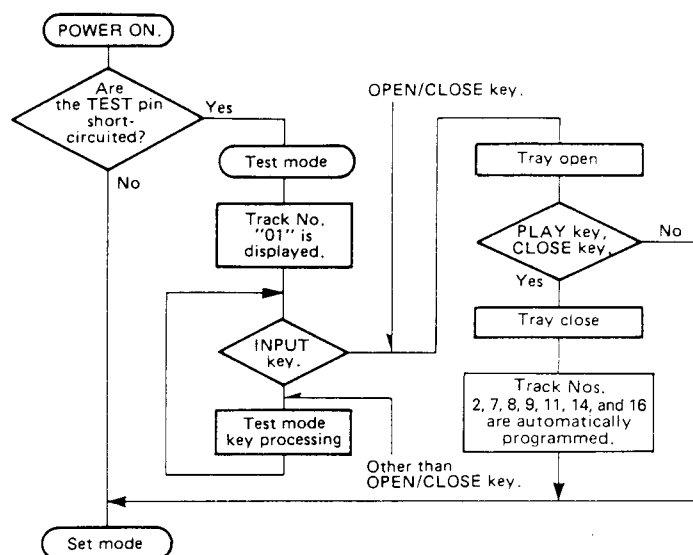 POWER ON.
Are
the TEST pin
short-
circuited?
Yes
No
Test mode
Track No.
"01" is
displayed.
INPUT
key.
Test mode
key processing
Other than
OPEN/CLOSE key.
OPEN/CLOSE key.
Tray open
PLAY key,
CLOSE key.
No
Yes
Tray close
Track Nos.
2, 7, 8, 9, 11, 14, and 16
are automatically
programmed.
Set mode